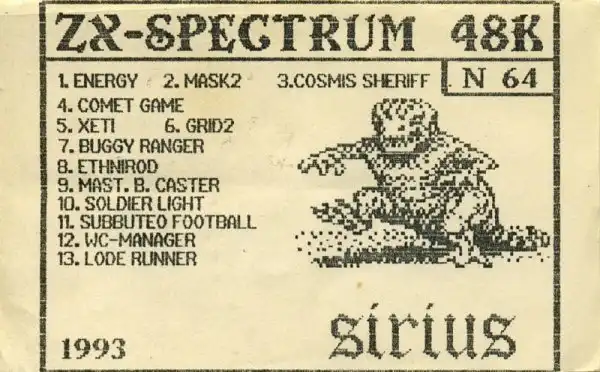 ZX-SPECTRUM 48K
1. ENERGY 2. MASK2 3.COSMIS SHERIFF N 64
4. COMET GAME
5. XETI 6. GRID2
7. BUGGY RANGER
8. ETHNIROD
9. MAST. B. CASTER
10. SOLDIER LIGHT
11. SUBBUTEO FOOTBALL
12. WC-MANAGER
13. LODE RUNNER
1993 sirius